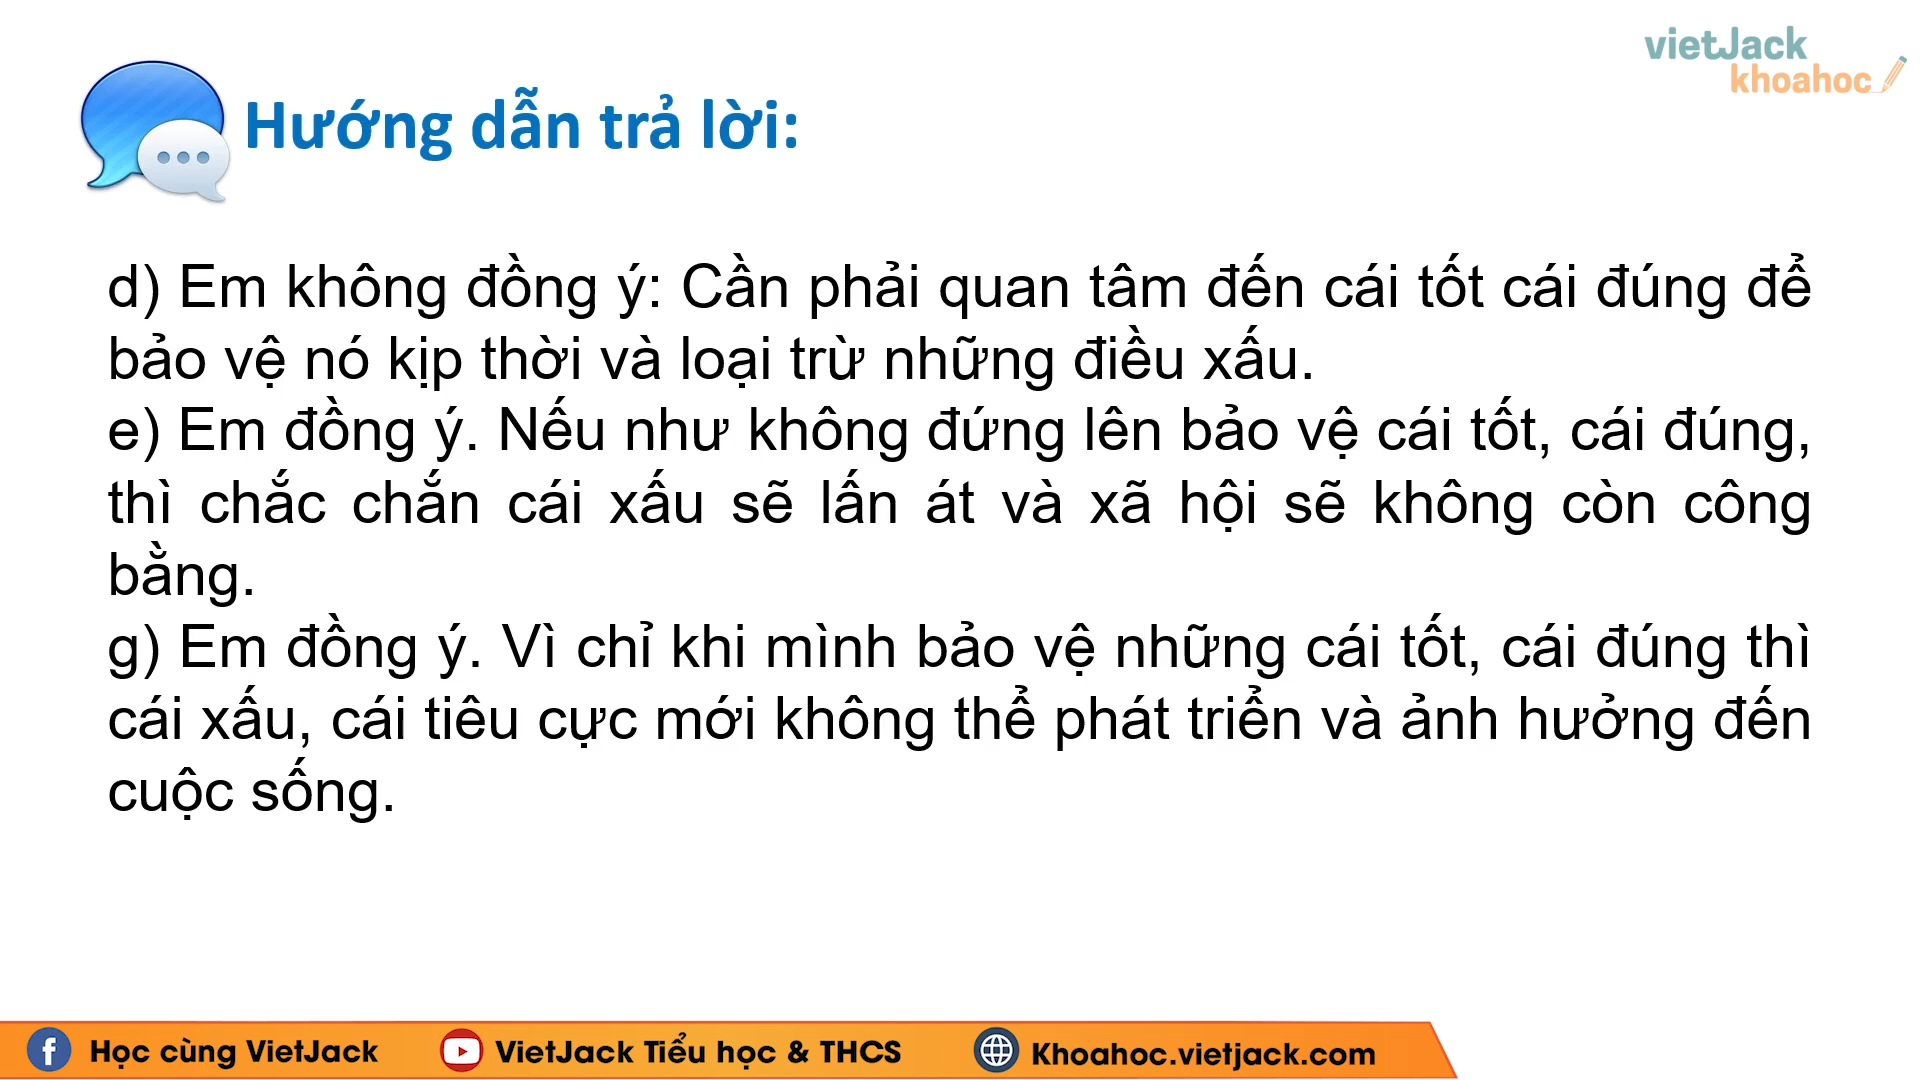 vietJack
khoahoc
Hướng dẫn trả lời:
d) Em không đồng ý: Cần phải quan tâm đến cái tốt cái đúng để
bảo vệ nó kịp thời và loại trừ những điều xấu.
e) Em đồng ý. Nếu như không đứng lên bảo vệ cái tốt, cái đúng,
thì chắc chắn cái xấu sẽ lấn át và xã hội sẽ không còn công
bằng.
g) Em đồng ý. Vì chỉ khi mình bảo vệ những cái tốt, cái đúng thì
cái xấu, cái tiêu cực mới không thể phát triển và ảnh hưởng đến
cuộc sống.
Học cùng VietJack
VietJack Tiểu học & THCS
Khoahoc.vietjack.com